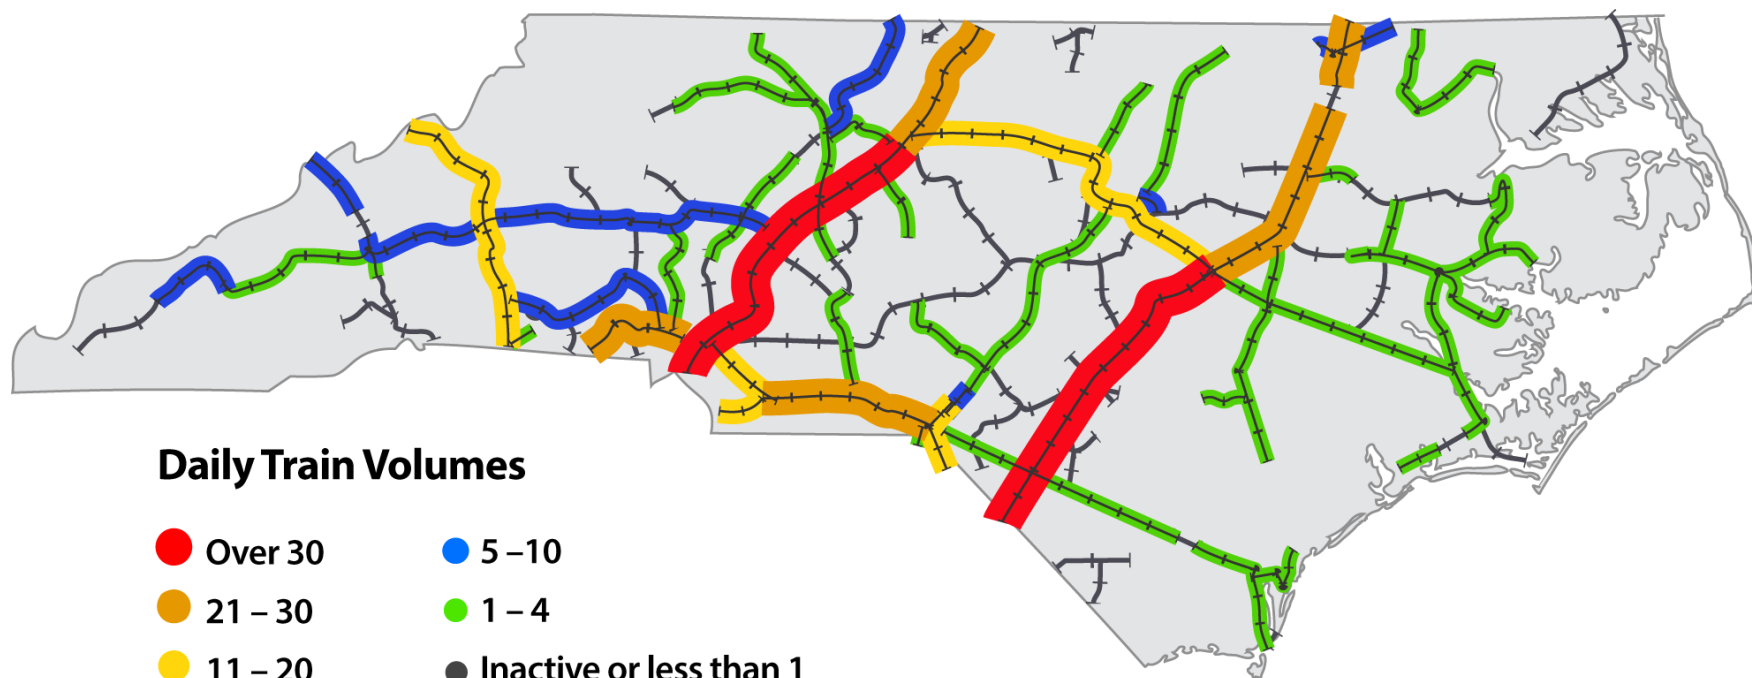 Daily Train Volumes
Over 30
5 –10
21 – 30
1 – 4
11 – 20
Inactive or less than 1